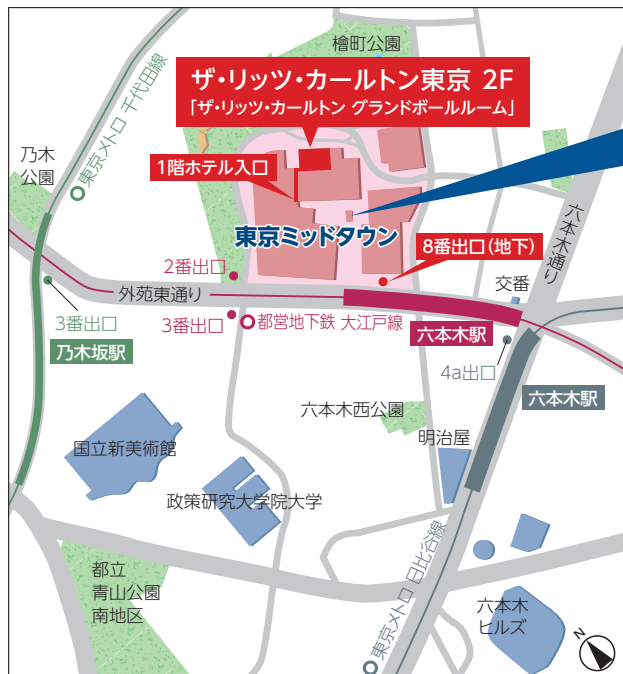 檜町公園
ザ・リッツ・カールトン東京 2F
「ザ・リッツ・カールトン グランドボールルーム」
東京メトロ 千代田線
乃木
公園
1階ホテル入口
東京ミッドタウン
六本木通り
8番出口(地下)
2番出口
交番
外苑東通り
3番出口
乃木坂駅
3番出口
都営地下鉄 大江戸線
六本木駅
4a出口
六本木駅
六本木西公園
明治屋
国立新美術館
政策研究大学院大学
東京メトロ 日比谷線
都立
青山公園
南地区
六本木
ヒルズ
N